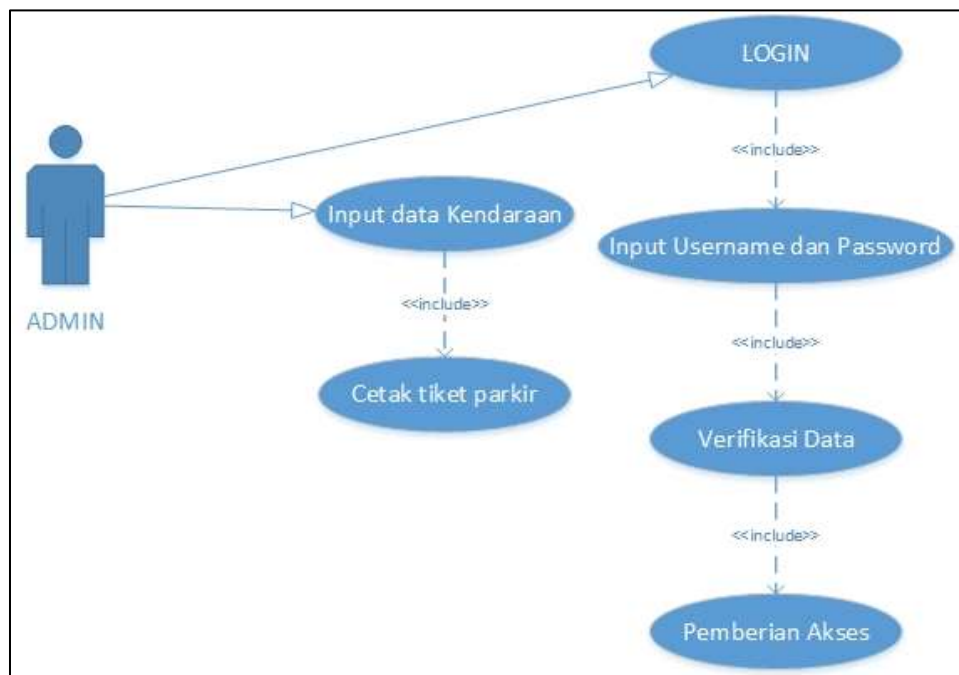 LOGIN
<<include>>
Input data Kendaraan
Input Username dan Password
<<include>>
ADMIN
<<include>>
Cetak tiket parkir
Verifikasi Data
<<include>>
Pemberian Akses